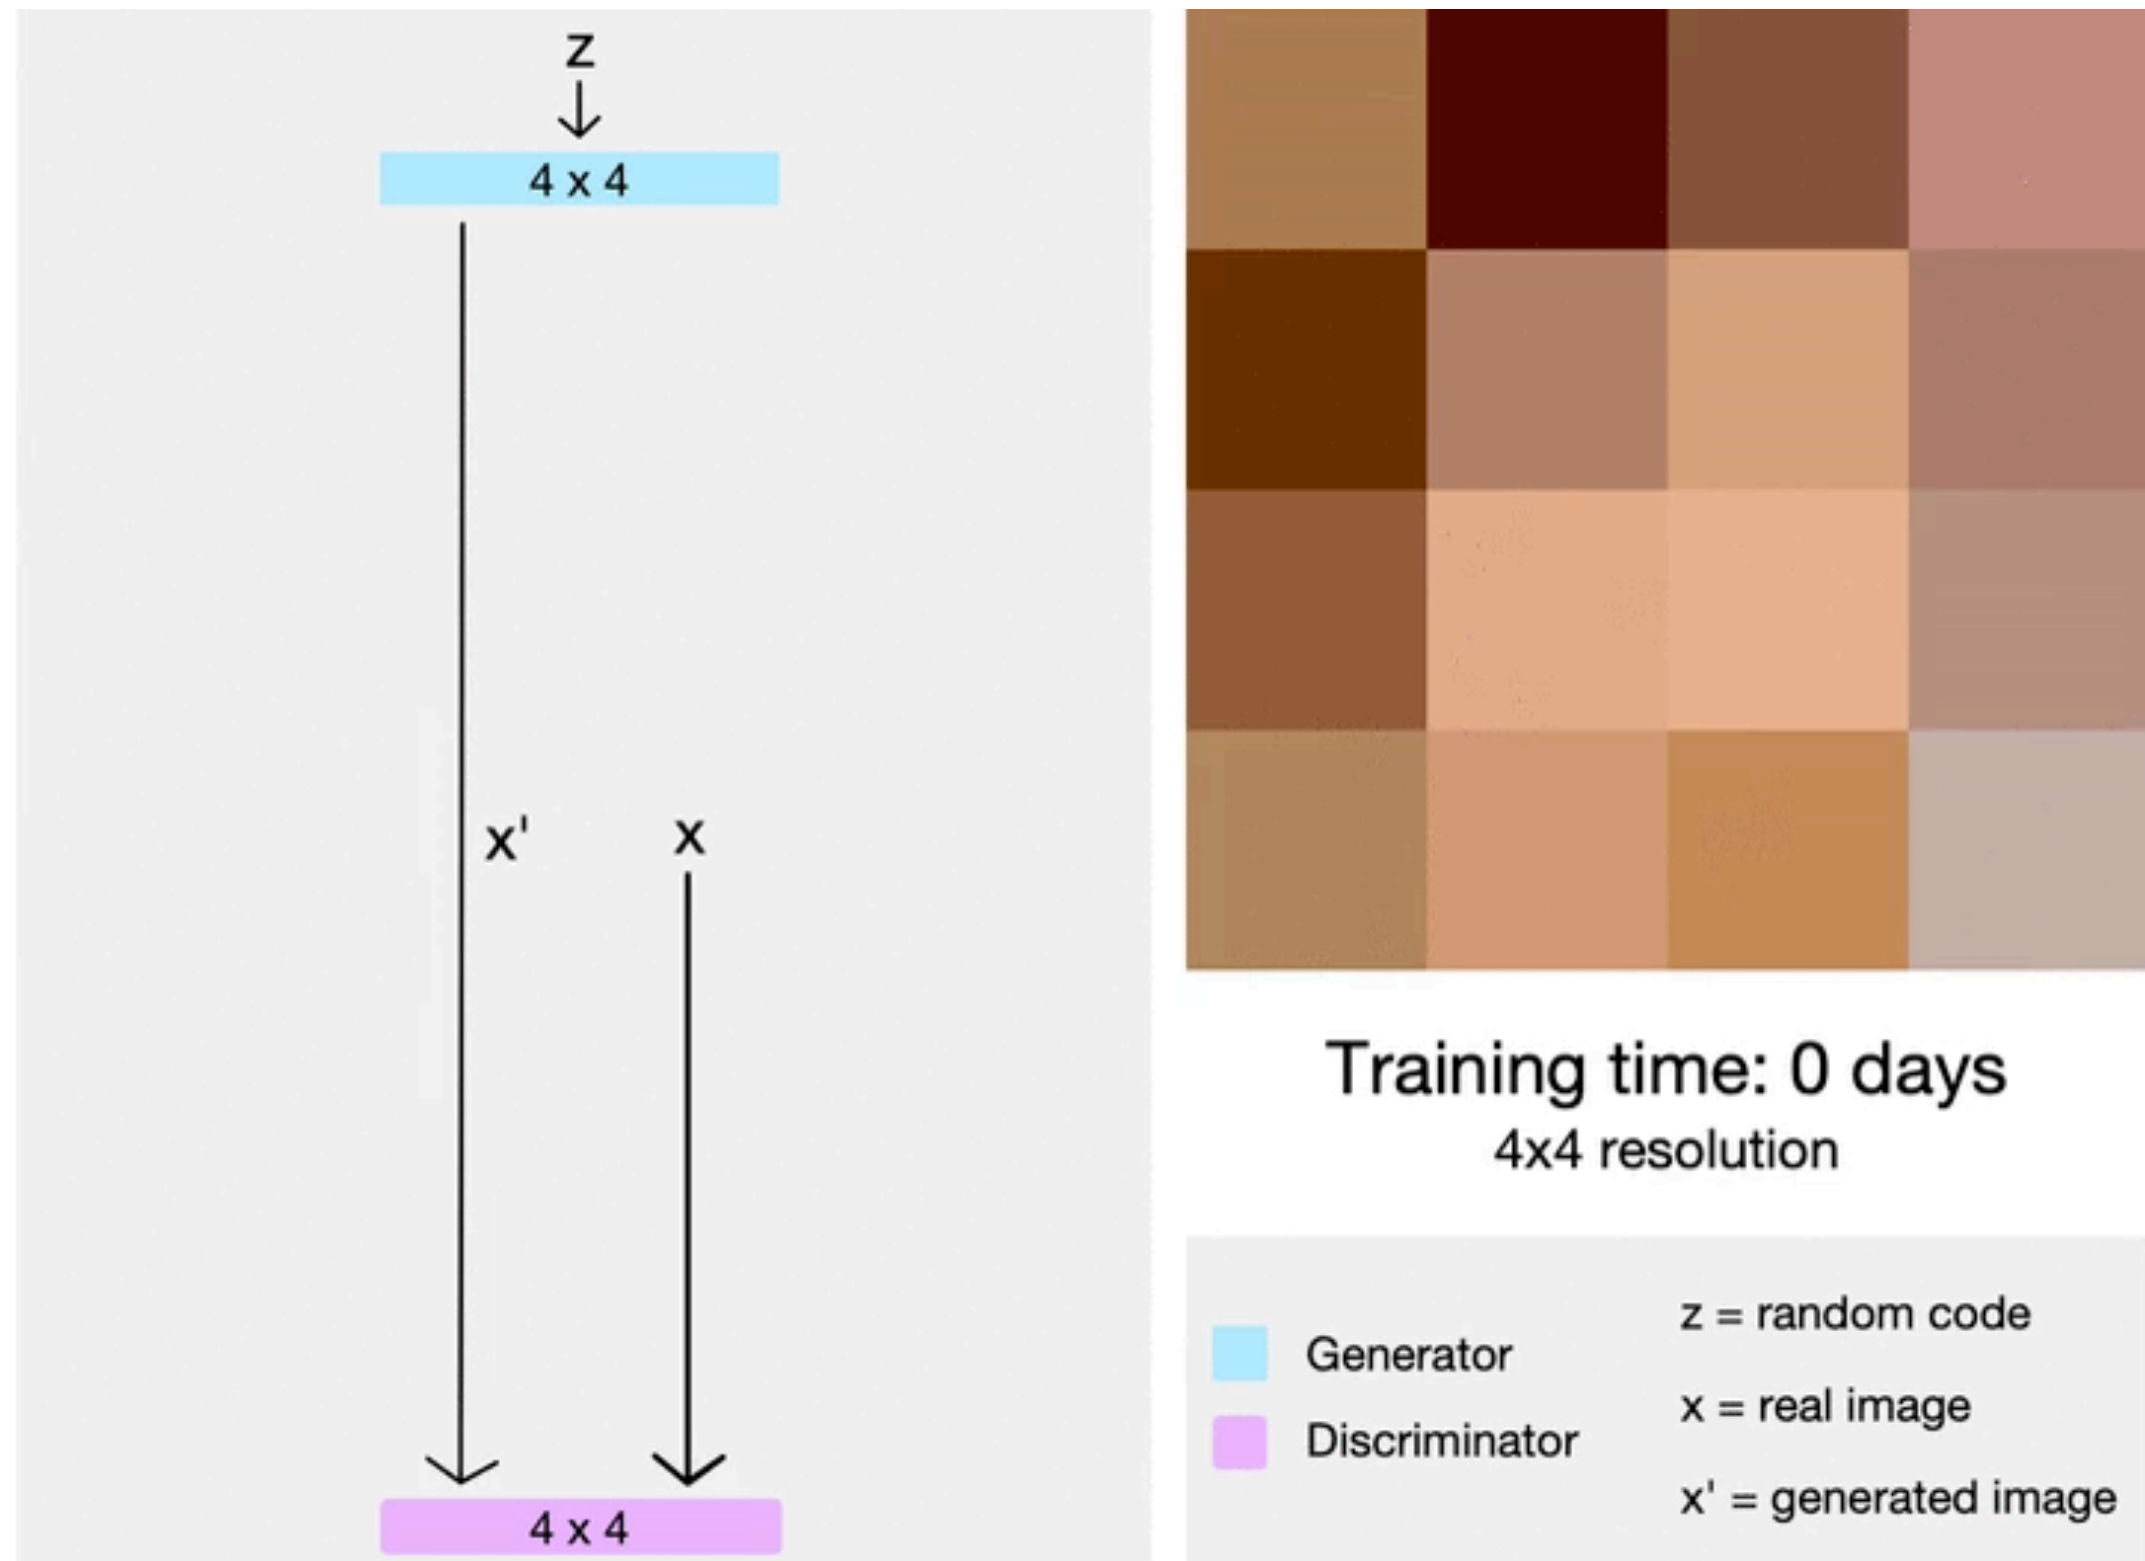 z
4 x 4
x'
x
4 x 4
Training time: 0 days
4x4 resolution
Generator
Discriminator
z = random code
x = real image
x' = generated image